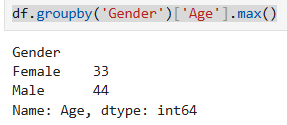 df.groupby('Gender')['Age'].max()
Gender
Female    33
Male      44
Name: Age, dtype: int64